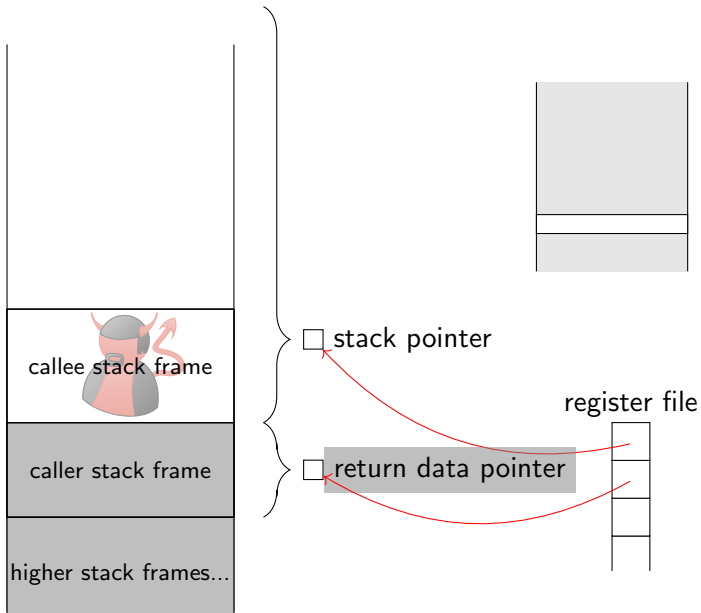 callee stack frame
stack pointer
register file
caller stack frame
return data pointer
higher stack frames...